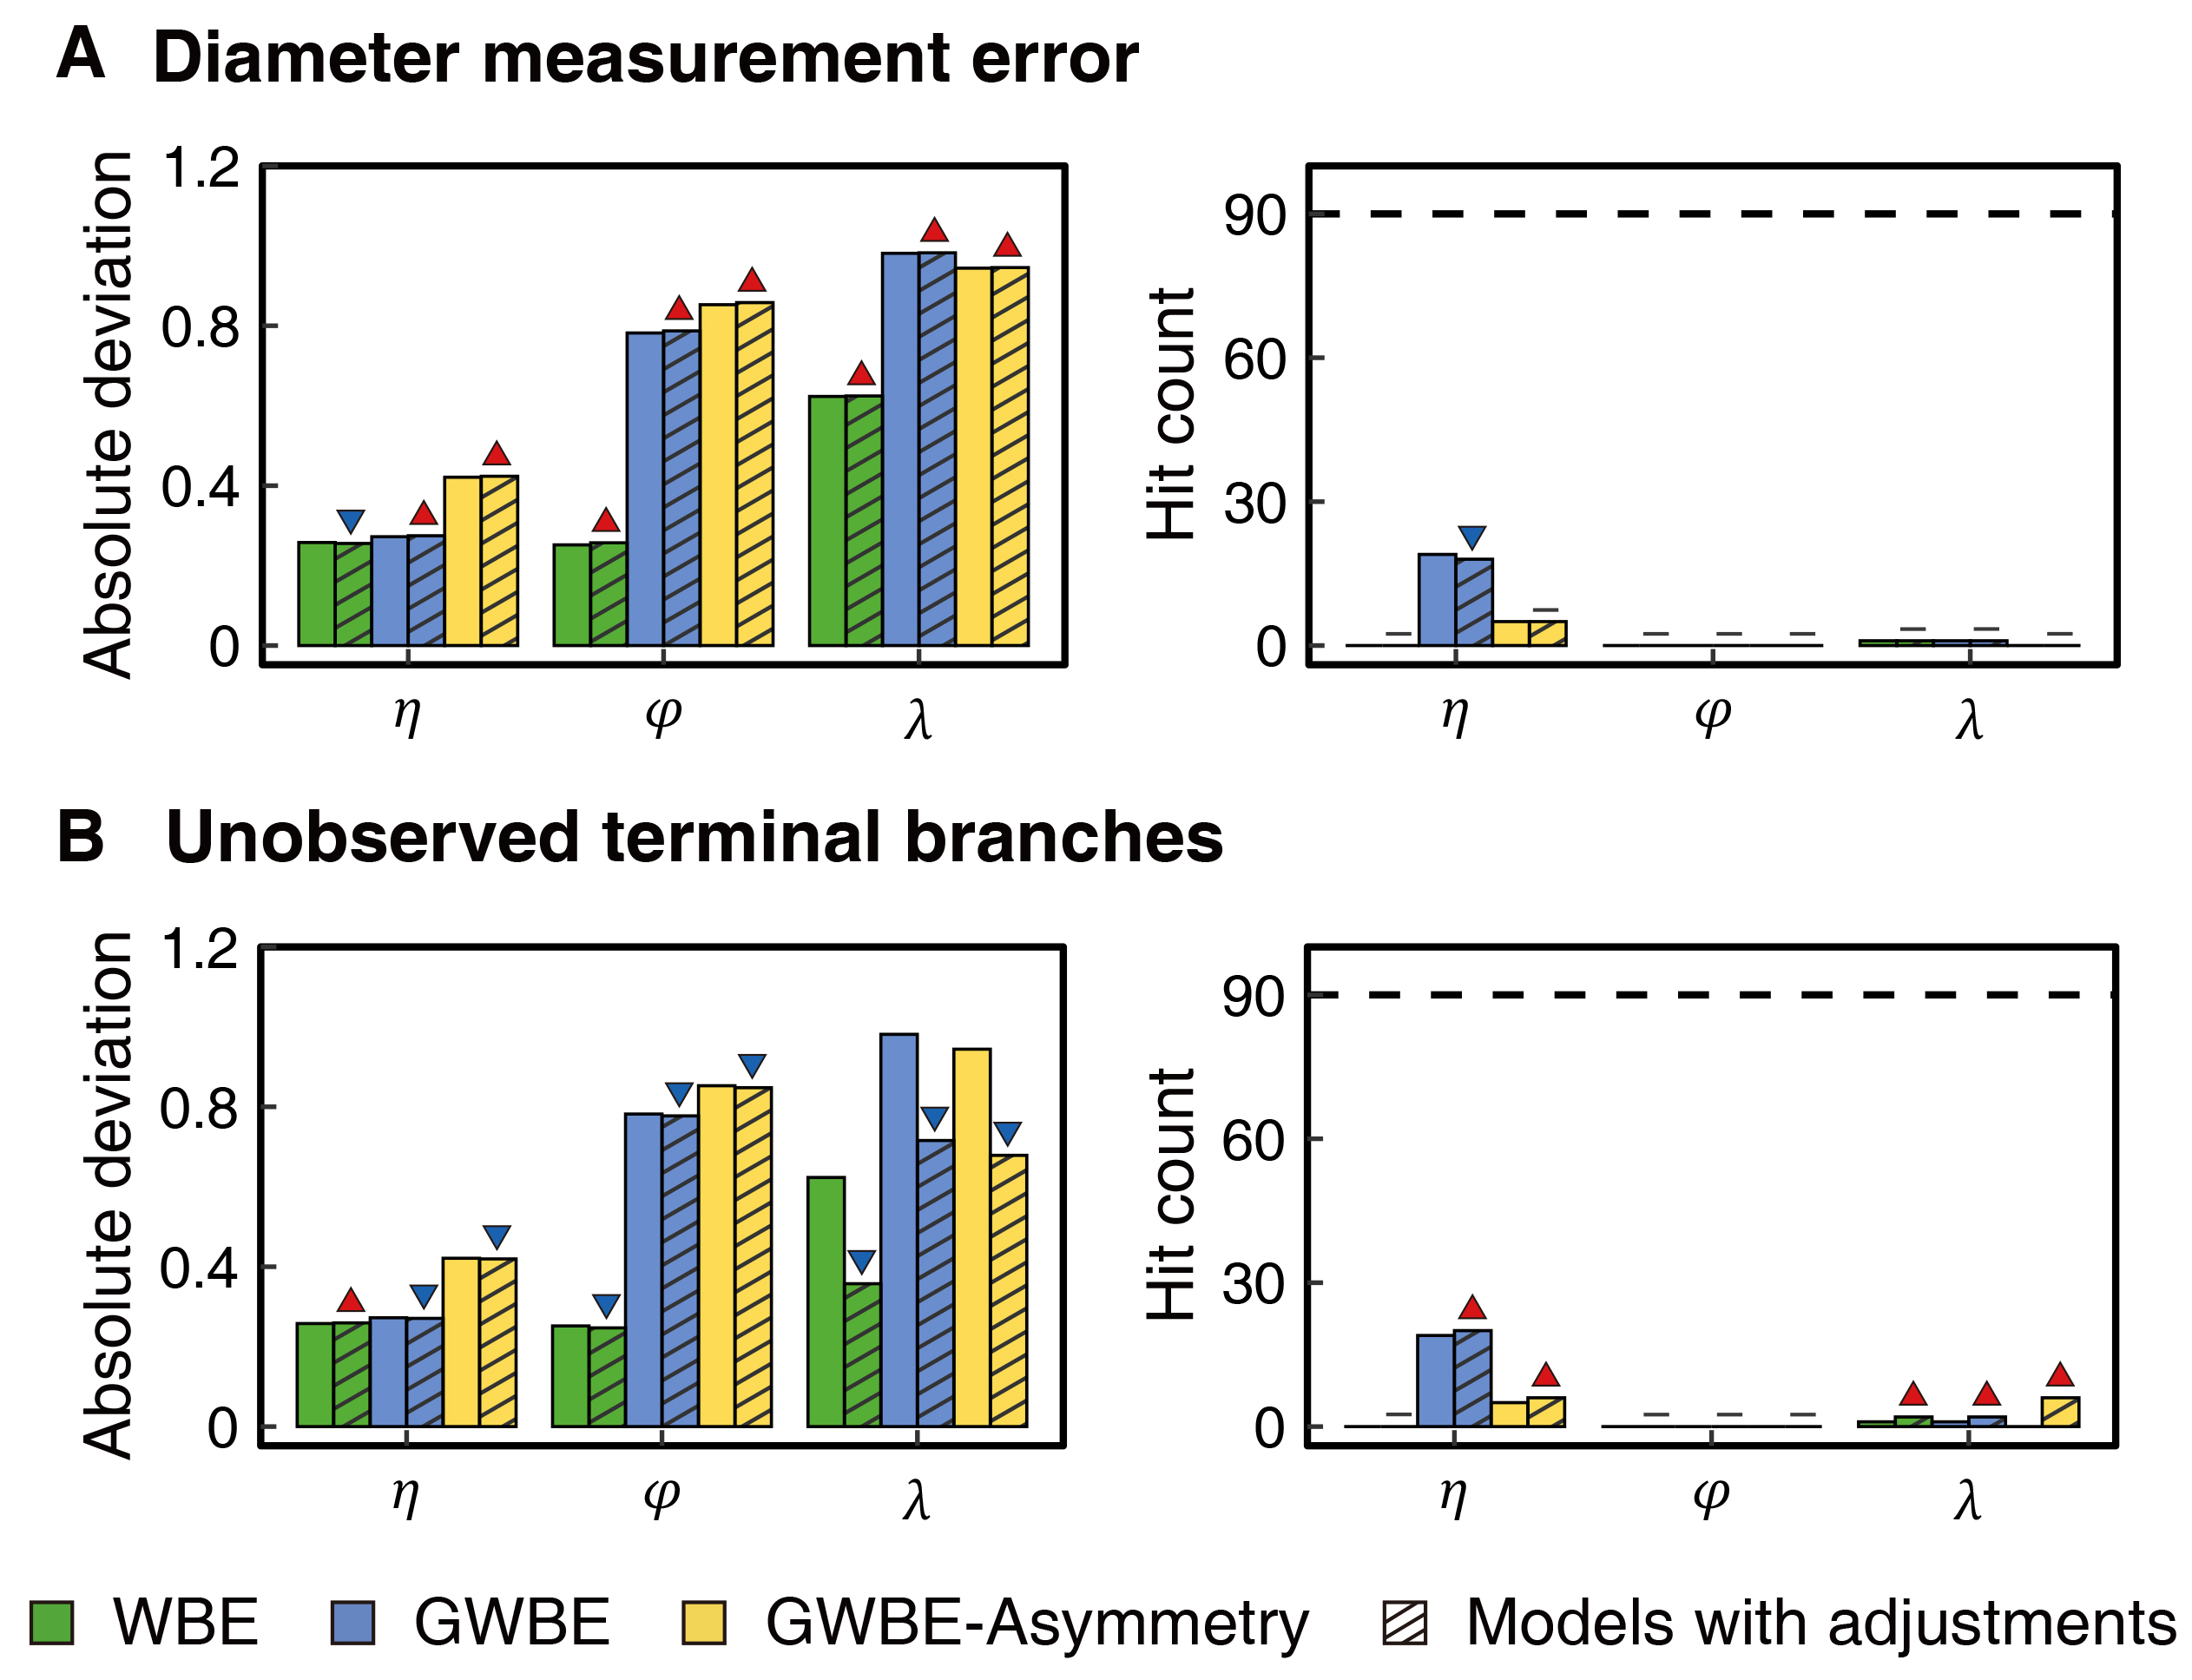 A Diameter measurement error
Absolute deviation
1.2
0.8
0.4
0
η φ λ
Hit count
90
60
30
0
η φ λ
B Unobserved terminal branches
Absolute deviation
1.2
0.8
0.4
0
η φ λ
Hit count
90
60
30
0
η φ λ
WBE GWBE GWBE-Asymmetry Models with adjustments